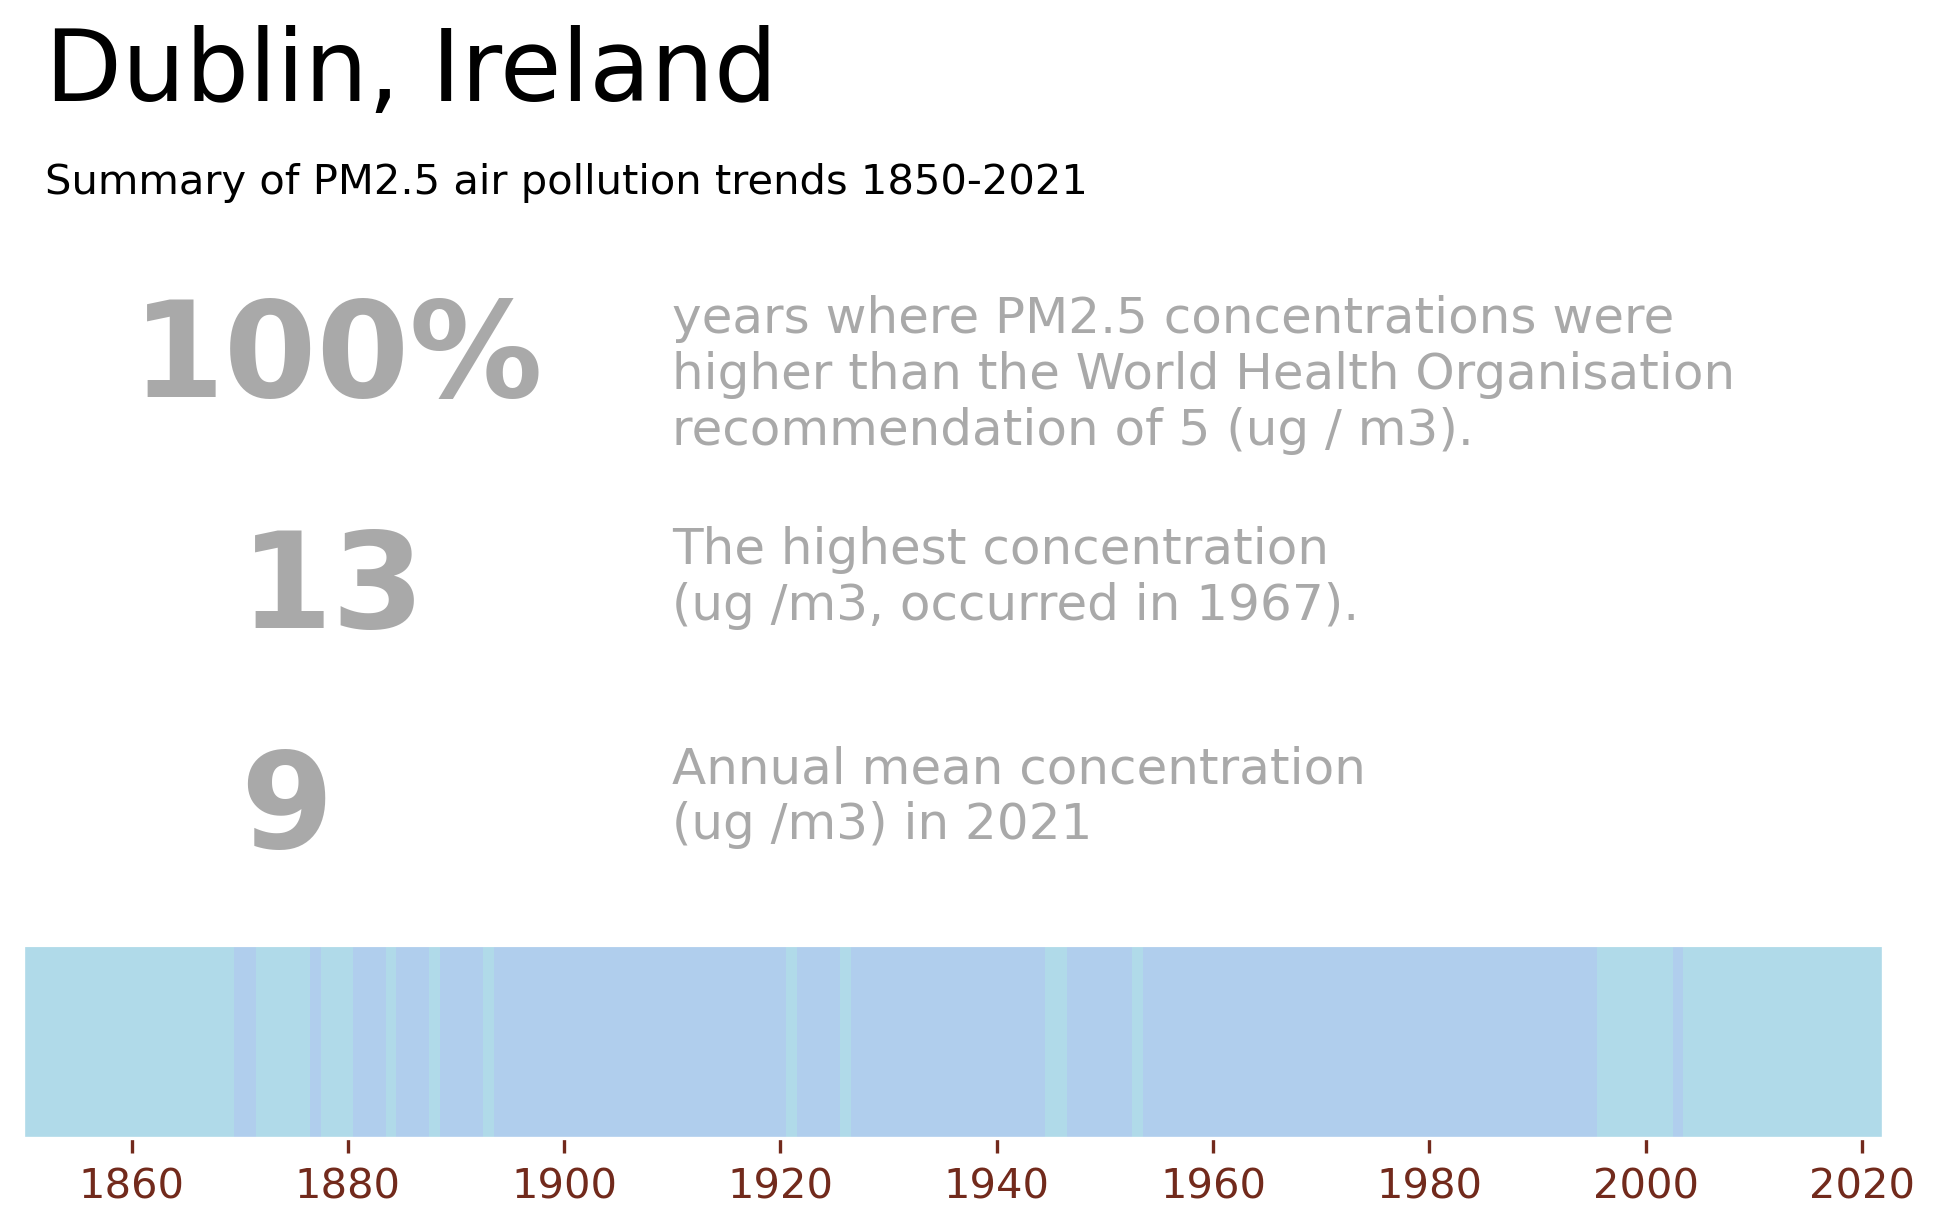 Dublin, Ireland
Summary of PM2.5 air pollution trends 1850-2021
100%
years where PM2.5 concentrations were
higher than the World Health Organisation
recommendation of 5 (ug / m3).
13
The highest concentration
(ug /m3, occurred in 1967).
9
Annual mean concentration
(ug /m3) in 2021
1860 1880 1900 1920 1940 1960 1980 2000 2020